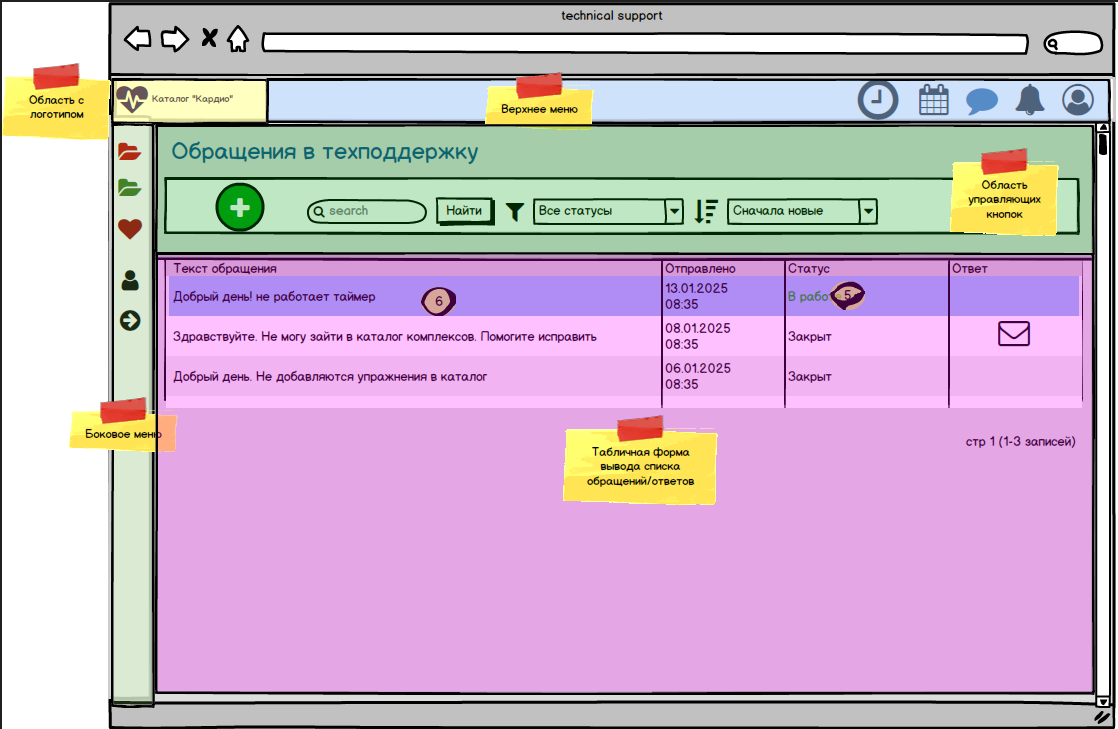 technical support
Область с
логотипом
Каталог "Кардио"
Верхнее меню
Обращения в техподдержку
Область
управляющих
кнопок
search
Найти
Все статусы
Сначала новые
Текст обращения
Отправлено
Статус
Ответ
Добрый день! не работает таймер
6
13.01.2025
08:35
В рабо
5
Здравствуйте. Не могу зайти в каталог комплексов. Помогите исправить
08.01.2025
08:35
Закрыт
Добрый день. Не добавляются упражнения в каталог
06.01.2025
08:35
Закрыт
Боковое меню
стр 1 (1-3 записей)
Табличная форма
вывода списка
обращений/ответов